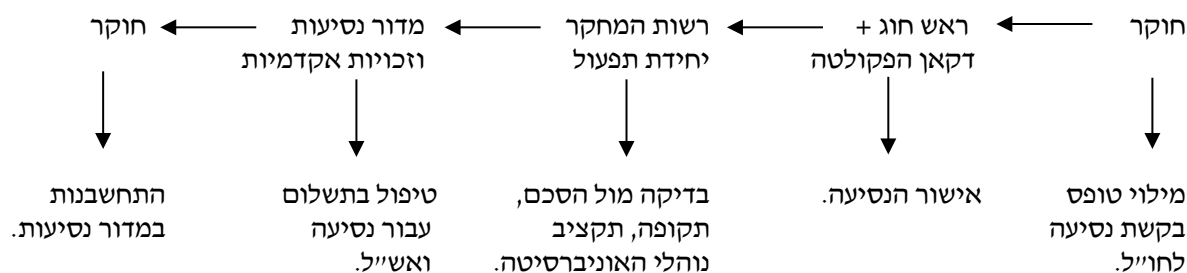 חוקר
ראש חוג +
דקאן הפקולטה
רשות המחקר
יחידת תפעול
מדור נסיעות
וזכויות אקדמיות
חוקר
מילוי טופס
בקשת נסיעה
לחו״ל.
אישור הנסיעה.
בדיקה מול הסכם,
תקופה, תקציב
נוהלי האוניברסיטה.
טיפול בתשלום
עבור נסיעה
ואש״ל.
התחשבנות
במדור נסיעות.